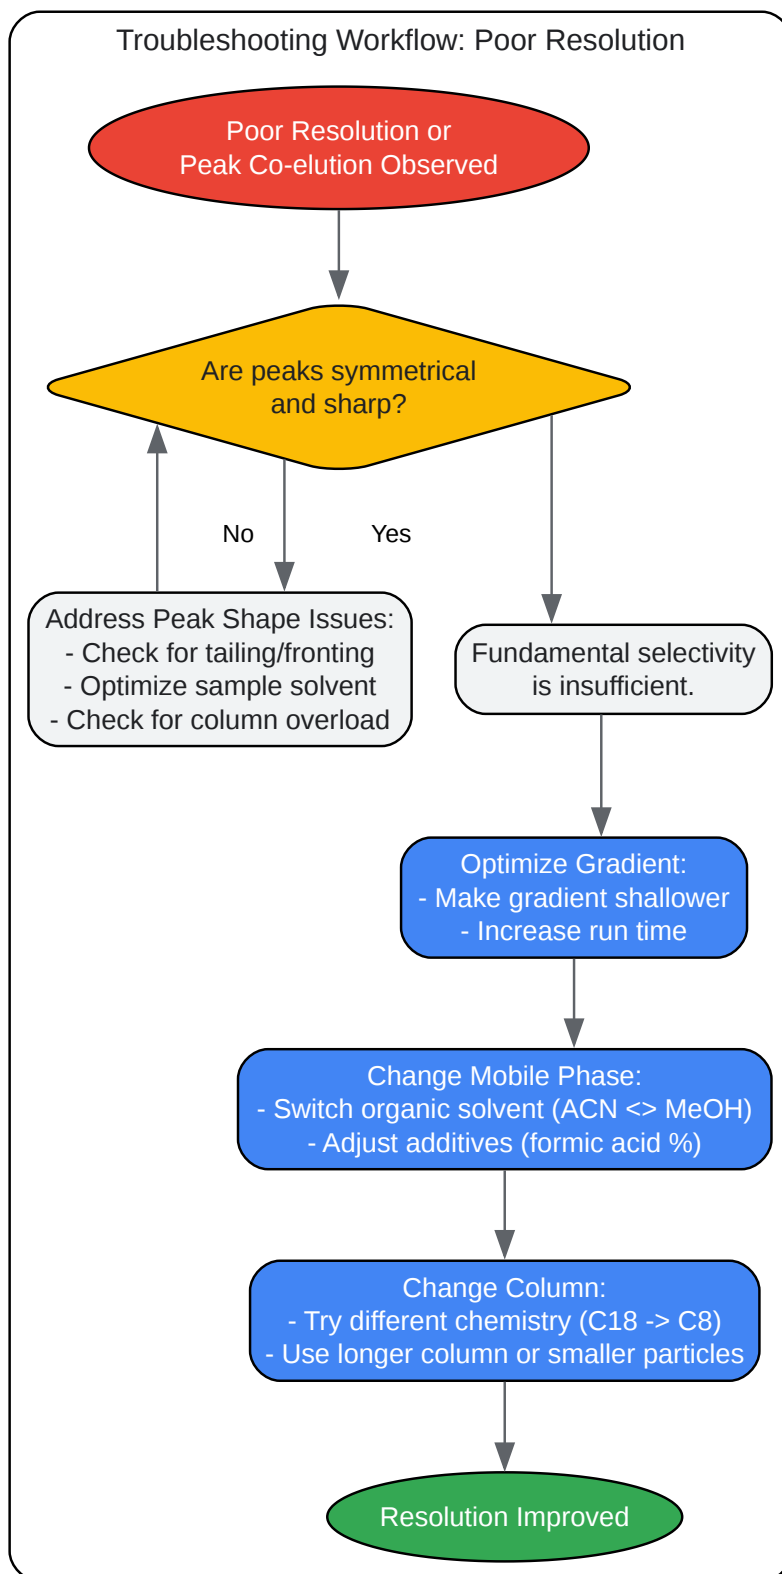 Troubleshooting Workflow: Poor Resolution
Poor Resolution or
Peak Co-elution Observed
Are peaks symmetrical
and sharp?
No
Yes
Address Peak Shape Issues:
- Check for tailing/fronting
- Optimize sample solvent
- Check for column overload
Fundamental selectivity
is insufficient.
Optimize Gradient:
- Make gradient shallower
- Increase run time
Change Mobile Phase:
- Switch organic solvent (ACN <> MeOH)
- Adjust additives (formic acid %)
Change Column:
- Try different chemistry (C18 -> C8)
- Use longer column or smaller particles
Resolution Improved